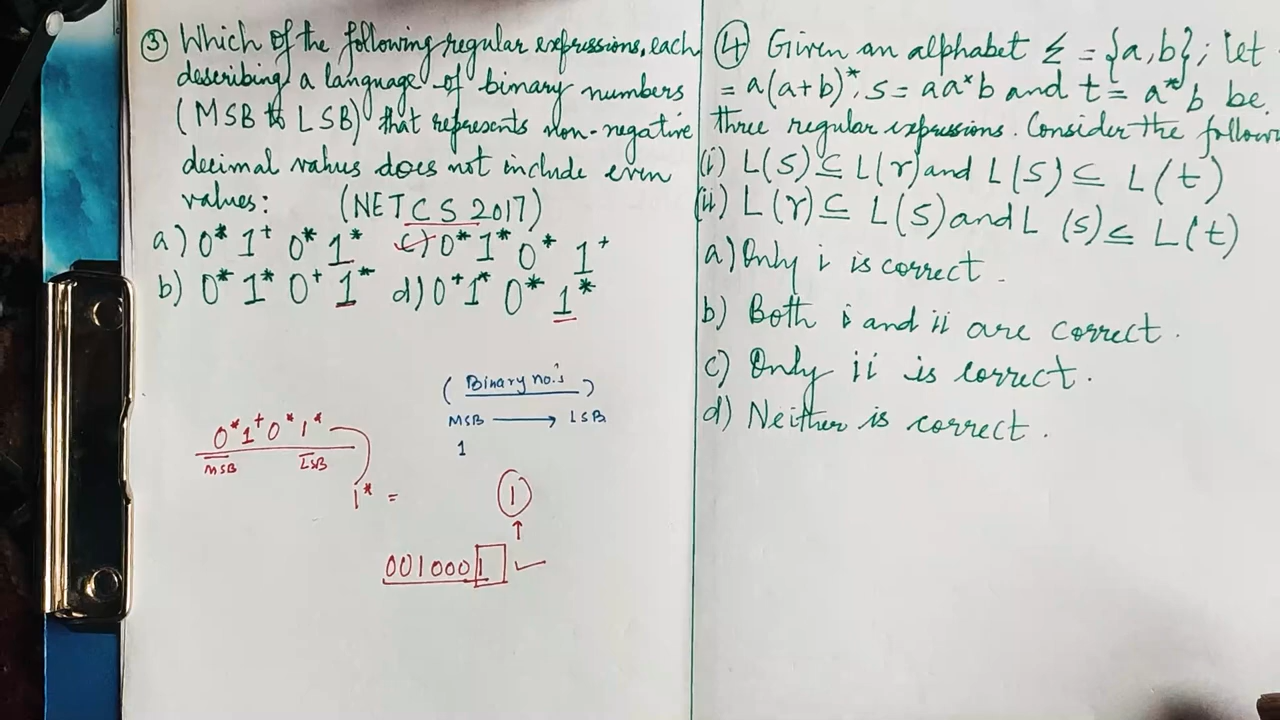 ③ Which of the following regular expressions, each
describing a language of binary numbers
(MSB to LSB) that represents non-negative
decimal values does not include even
values: (NET CS 2017)
a) 0* 1+ 0* 1* c) 0* 1* 0* 1+
b) 0* 1* 0+ 1* d) 0+ 1* 0* 1*
(Binary no.'s)
MSB → LSB
1
0* 1+ 0* 1*
MSB LSB
1* =
1
0010001 ✓
④ Given an alphabet Σ = {a, b}; let
= a(a+b)*, s = aa*b and t = a*b be
three regular expressions. Consider the followin
(i) L(s) ⊆ L(r) and L(s) ⊆ L(t)
(ii) L(r) ⊆ L(s) and L(s) ⊆ L(t)
a) Only i is correct.
b) Both i and ii are correct.
c) Only ii is correct.
d) Neither is correct.